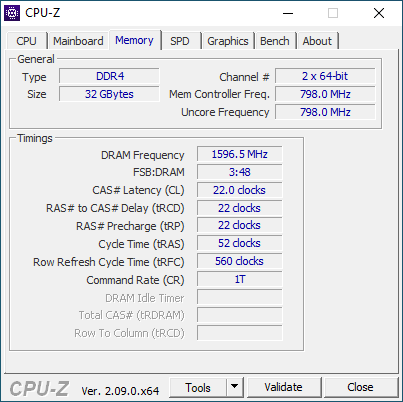 CPU-Z
CPU Mainboard Memory SPD Graphics Bench About
General
Type DDR4 Channel # 2 x 64-bit
Size 32 GBytes Mem Controller Freq. 798.0 MHz
Uncore Frequency 798.0 MHz
Timings
DRAM Frequency 1596.5 MHz
FSB:DRAM 3:48
CAS# Latency (CL) 22.0 clocks
RAS# to CAS# Delay (tRCD) 22 clocks
RAS# Precharge (tRP) 22 clocks
Cycle Time (tRAS) 52 clocks
Row Refresh Cycle Time (tRFC) 560 clocks
Command Rate (CR) 1T
DRAM Idle Timer
Total CAS# (tRDRAM)
Row To Column (tRCD)
CPU-Z Ver. 2.09.0.x64 Tools Validate Close